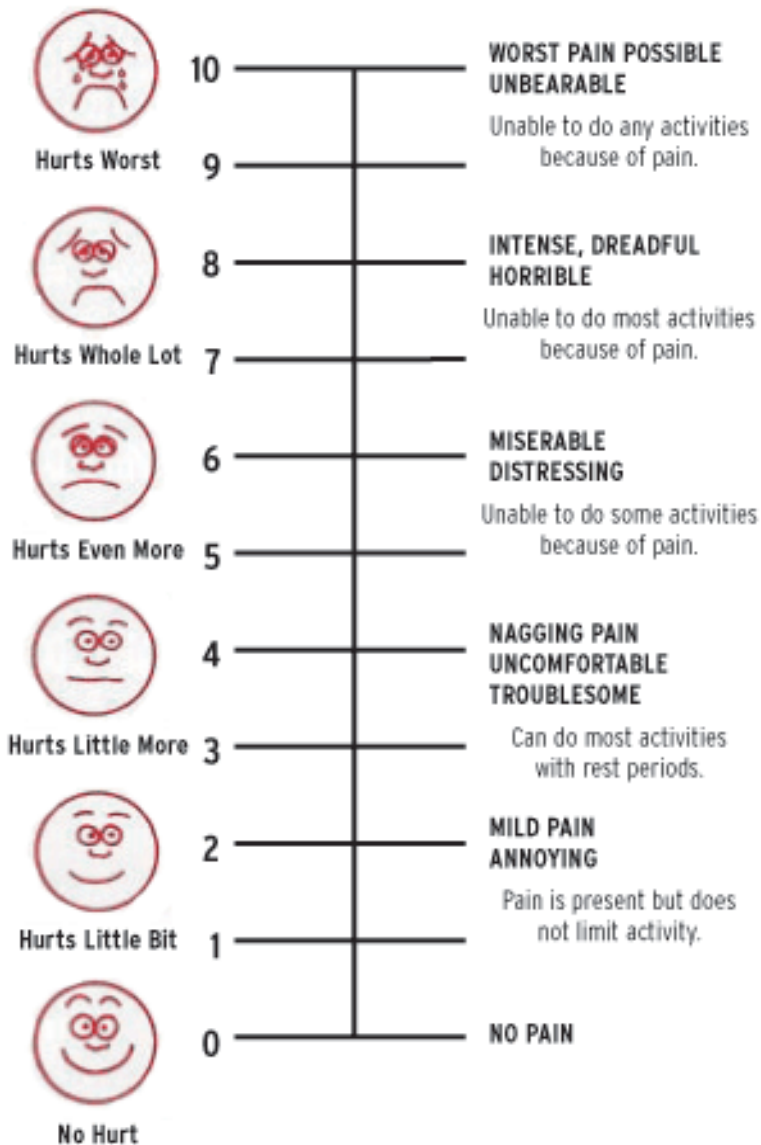 10
WORST PAIN POSSIBLE
UNBEARABLE
Unable to do any activities
because of pain.
Hurts Worst
9
8
INTENSE, DREADFUL
HORRIBLE
Unable to do most activities
because of pain.
Hurts Whole Lot
7
6
MISERABLE
DISTRESSING
Unable to do some activities
because of pain.
Hurts Even More
5
4
NAGGING PAIN
UNCOMFORTABLE
TROUBLESOME
Can do most activities
with rest periods.
Hurts Little More
3
2
MILD PAIN
ANNOYING
Pain is present but does
not limit activity.
Hurts Little Bit
1
0
NO PAIN
No Hurt